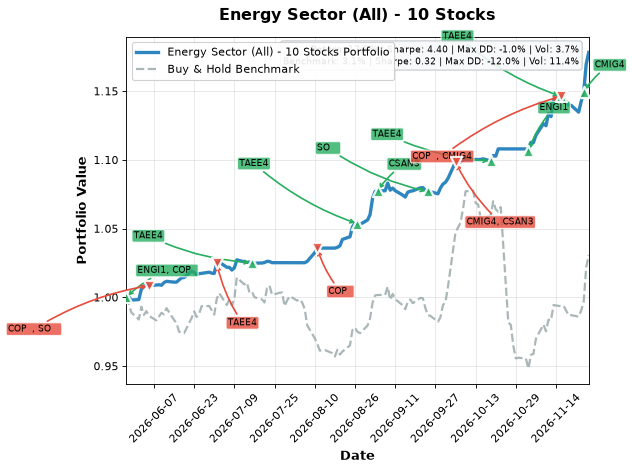 Energy Sector (All) - 10 Stocks
TAEE4
Energy Sector (All) - 10 Stocks Portfolio
Buy & Hold Benchmark
Sharpe: 4.40 | Max DD: -1.0% | Vol: 3.7%
Benchmark: 3.1% | Sharpe: 0.32 | Max DD: -12.0% | Vol: 11.4%
CMIG4
ENGI1
TAEE4
SO
COP , CMIG4
TAEE4
CSAN3
CMIG4, CSAN3
TAEE4
ENGI1, COP
COP
COP , SO
TAEE4
1.15
1.10
1.05
1.00
0.95
Portfolio Value
2026-06-07
2026-06-23
2026-07-09
2026-07-25
2026-08-10
2026-08-26
2026-09-11
2026-09-27
2026-10-13
2026-10-29
2026-11-14
Date